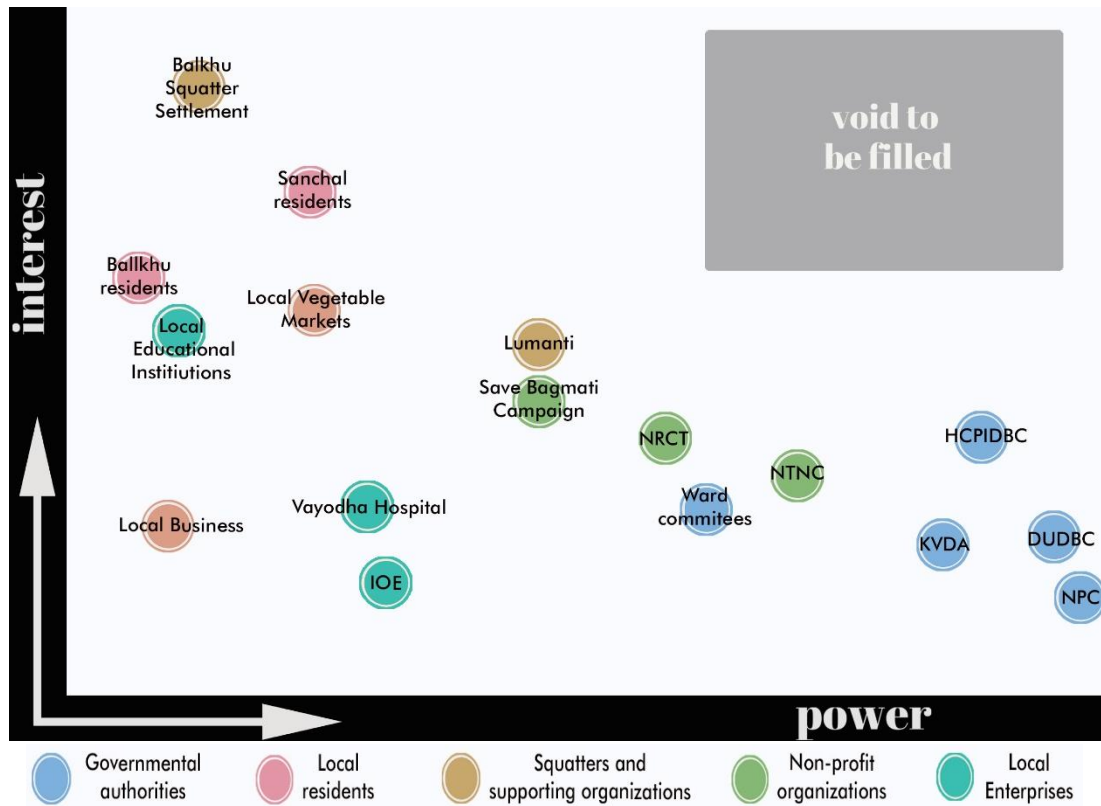 Balkhu
Squatter
Settlement
void to
be filled
Sanchal
residents
interest
Ballkhu
residents
Local Vegetable
Markets
Local
Educational
Institiutions
Lumanti
Save Bagmati
Campaign
NRCT
HCPIDBC
NTNC
Ward
commitees
Vayodha Hospital
Local Business
KVDA
DUDBC
IOE
NPC
power
Governmental
authorities
Local
residents
Squatters and
supporting organizations
Non-profit
organizations
Local
Enterprises